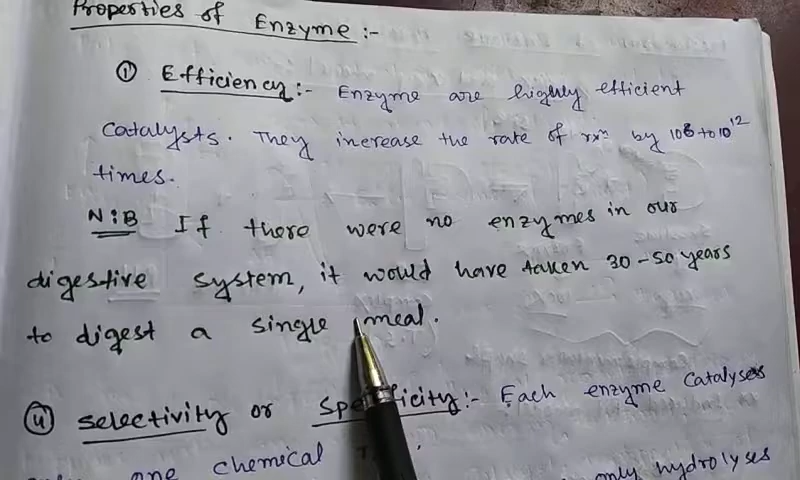 Properties of Enzyme :-
① Efficiency :- Enzyme are highly efficient
catalysts. They increase the rate of rxⁿ by 10⁸ to 10¹²
times.
N:B If there were no enzymes in our
digestive system, it would have taken 30-50 years
to digest a single meal.
④ Selectivity or Specificity :- Each enzyme catalyses
one chemical
only hydrolyses